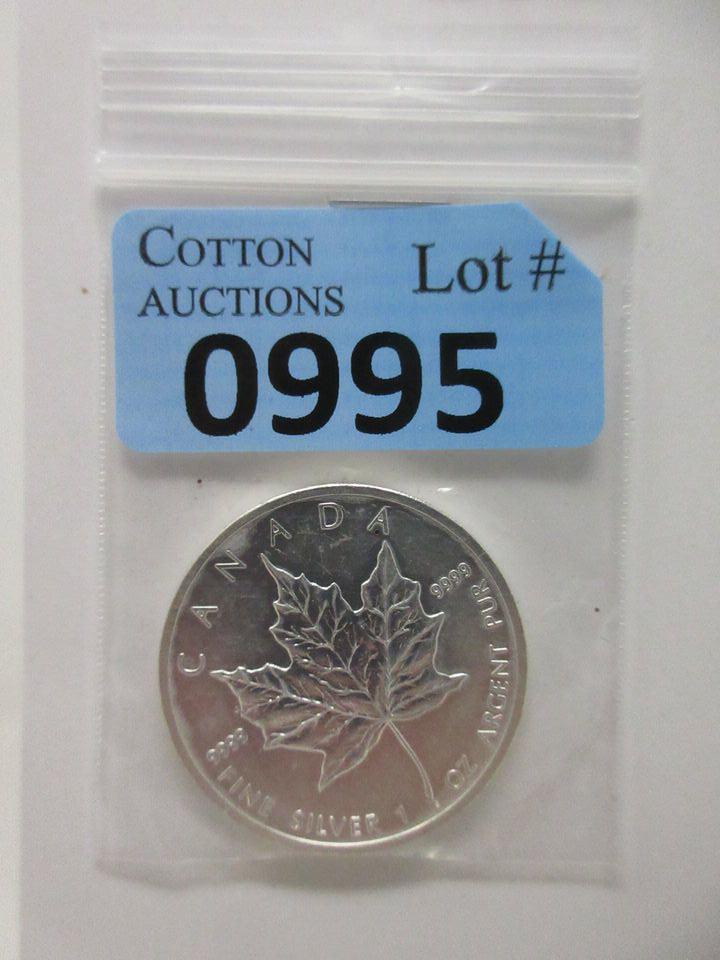 COTTON
AUCTIONS
Lot #
0995
CANADA
9999
9999
FINE SILVER 1 OZ ARGENT PUR